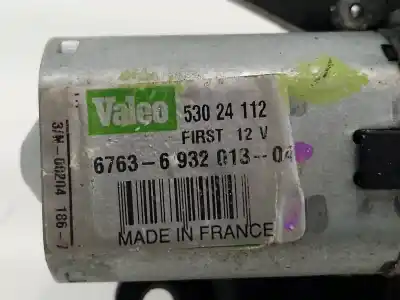 Valeo 530 24 112
FIRST 12 V
6763-6 932 013-04
MADE IN FRANCE